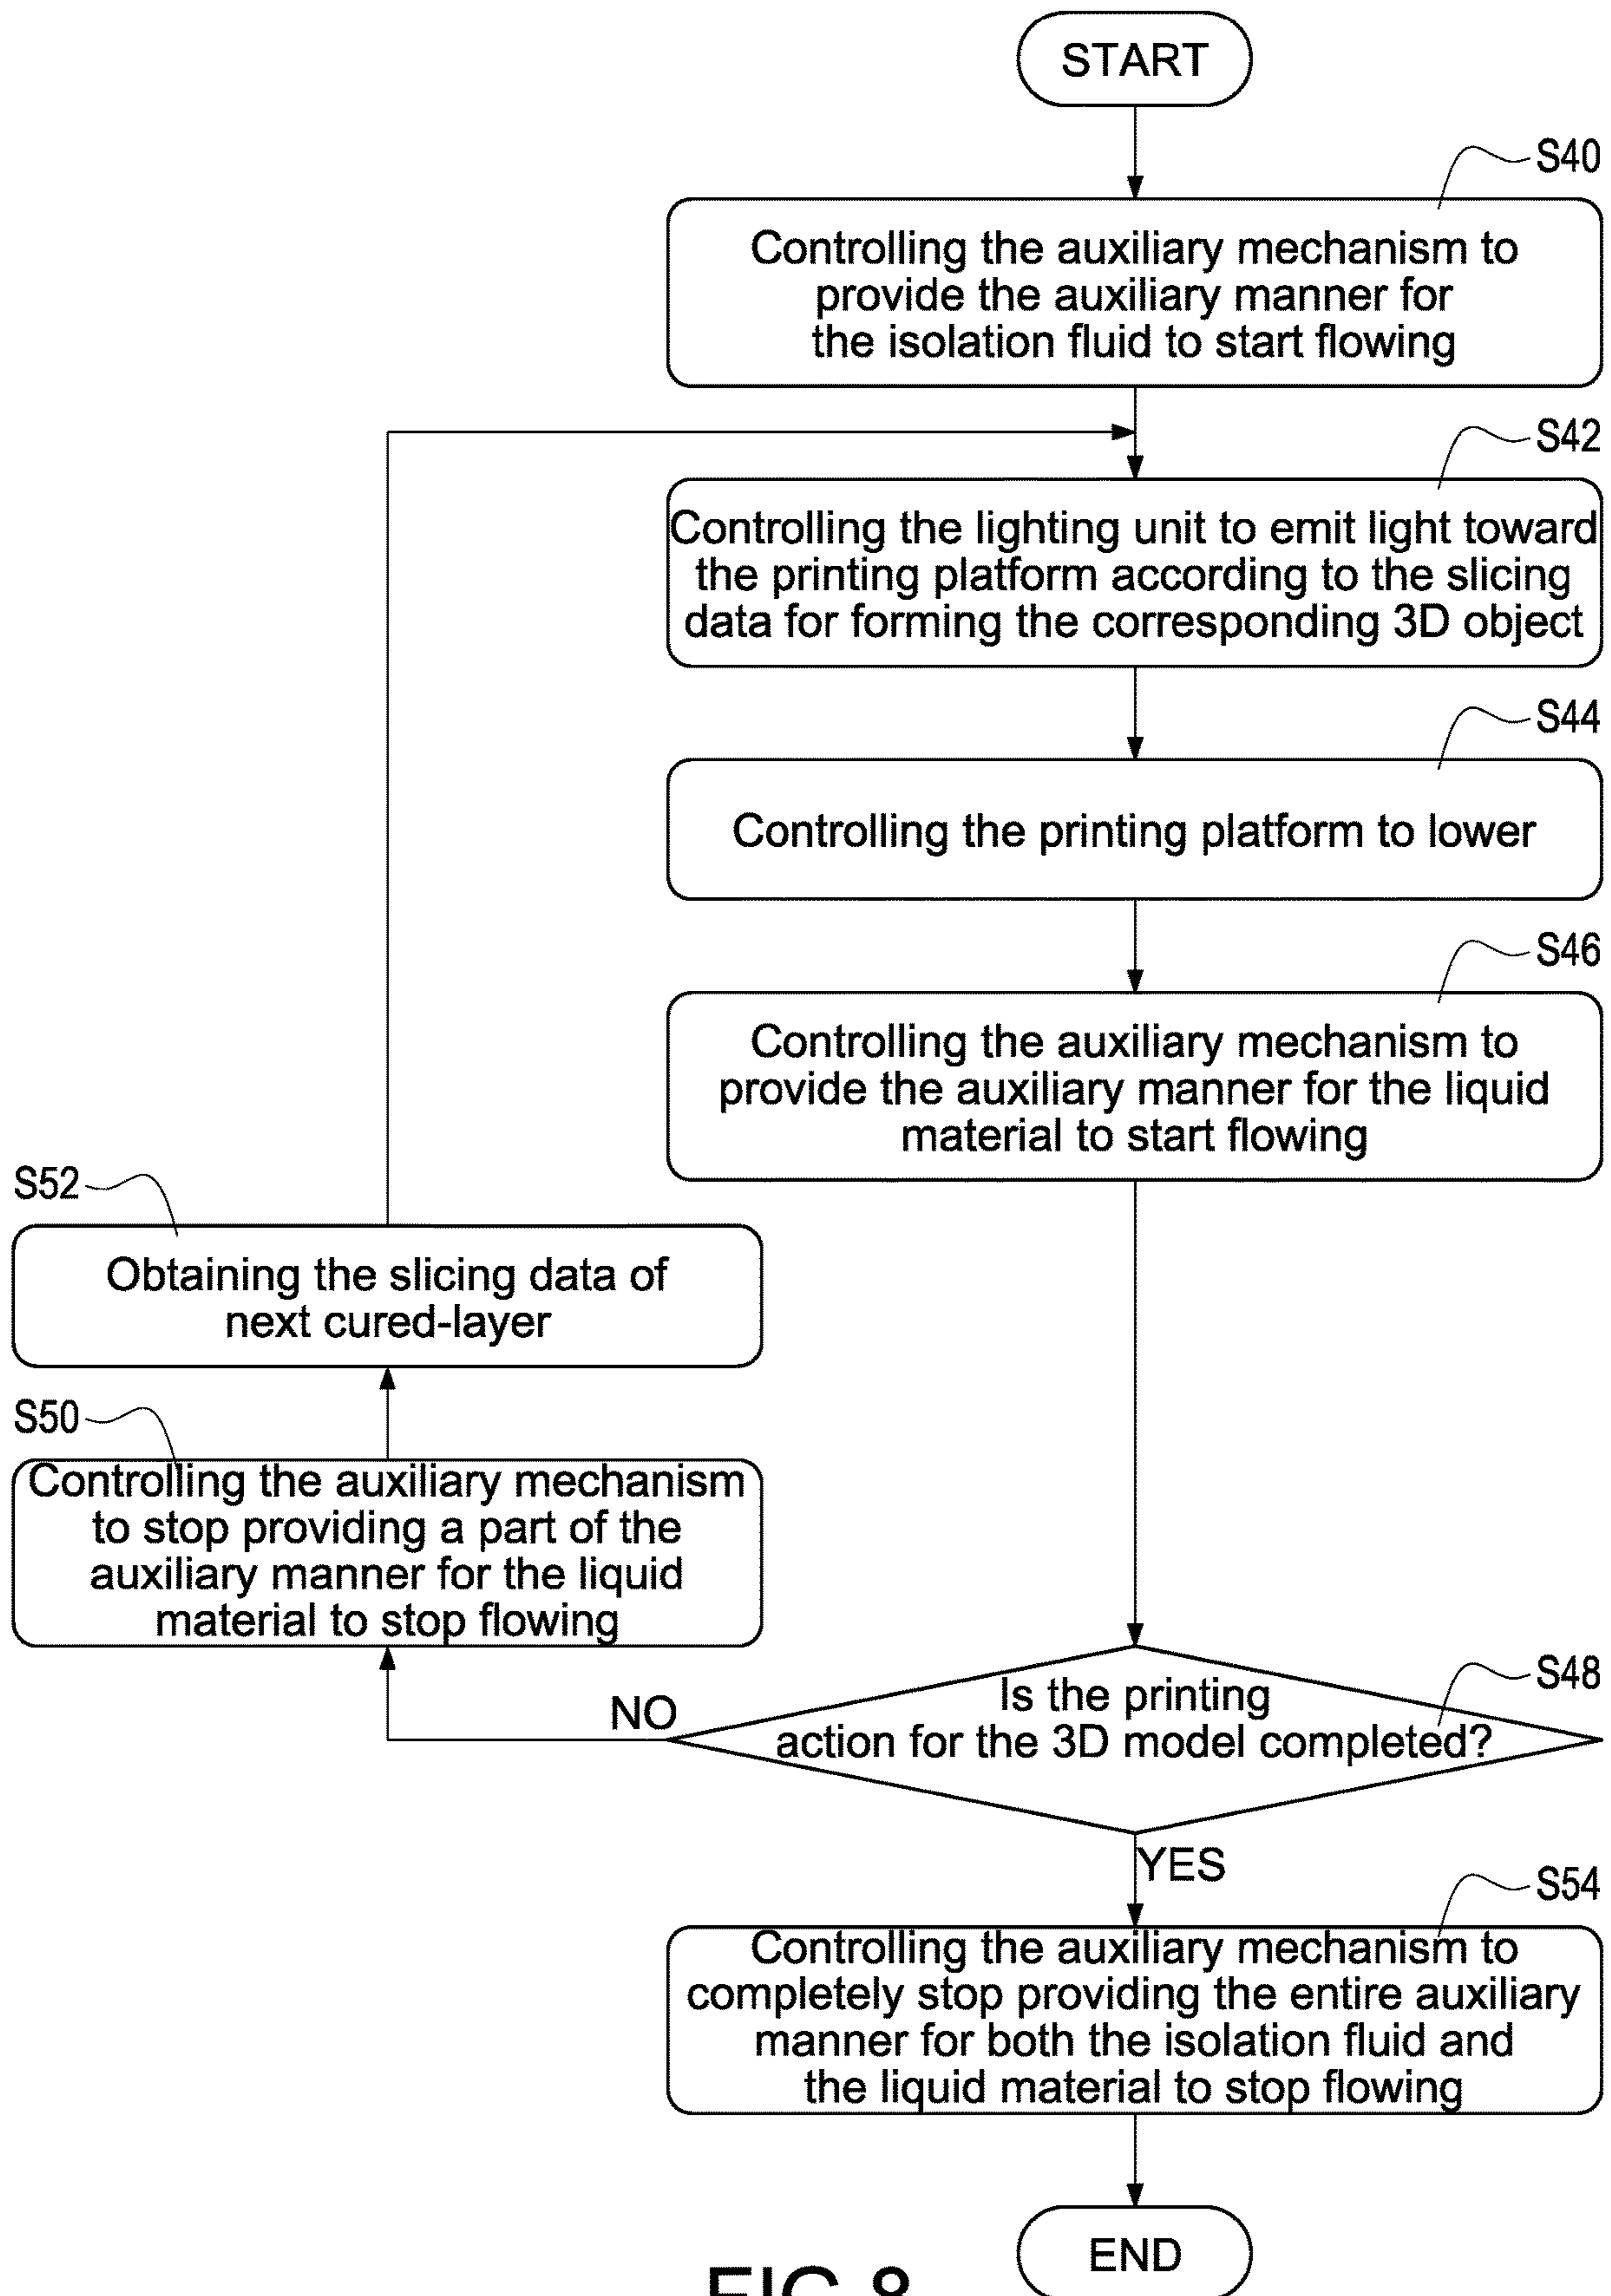 START
S40
Controlling the auxiliary mechanism to
provide the auxiliary manner for
the isolation fluid to start flowing
S42
Controlling the lighting unit to emit light toward
the printing platform according to the slicing
data for forming the corresponding 3D object
S44
Controlling the printing platform to lower
S46
Controlling the auxiliary mechanism to
provide the auxiliary manner for the liquid
material to start flowing
S52
Obtaining the slicing data of
next cured-layer
S50
Controlling the auxiliary mechanism
to stop providing a part of the
auxiliary manner for the liquid
material to stop flowing
S48
Is the printing
action for the 3D model completed?
NO
YES
S54
Controlling the auxiliary mechanism to
completely stop providing the entire auxiliary
manner for both the isolation fluid and
the liquid material to stop flowing
END
FIG.8